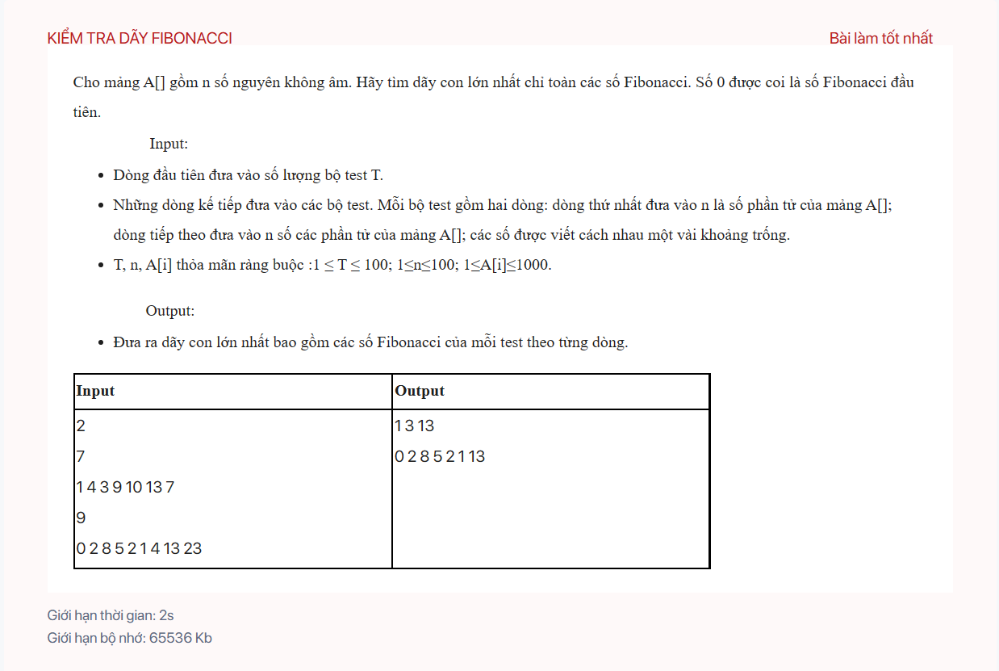 KIỂM TRA DÃY FIBONACCI
Bài làm tốt nhất
Cho mảng A[] gồm n số nguyên không âm. Hãy tìm dãy con lớn nhất chỉ toàn các số Fibonacci. Số 0 được coi là số Fibonacci đầu
tiên.
Input:
• Dòng đầu tiên đưa vào số lượng bộ test T.
• Những dòng kế tiếp đưa vào các bộ test. Mỗi bộ test gồm hai dòng: dòng thứ nhất đưa vào n là số phần tử của mảng A[];
dòng tiếp theo đưa vào n số các phần tử của mảng A[]; các số được viết cách nhau một vài khoảng trống.
• T, n, A[i] thỏa mãn ràng buộc :1 ≤ T ≤ 100; 1≤n≤100; 1≤A[i]≤1000.
Output:
• Đưa ra dãy con lớn nhất bao gồm các số Fibonacci của mỗi test theo từng dòng.
Input
Output
2
7
1 4 3 9 10 13 7
9
0 2 8 5 2 1 4 13 23
1 3 13
0 2 8 5 2 1 13
Giới hạn thời gian: 2s
Giới hạn bộ nhớ: 65536 Kb